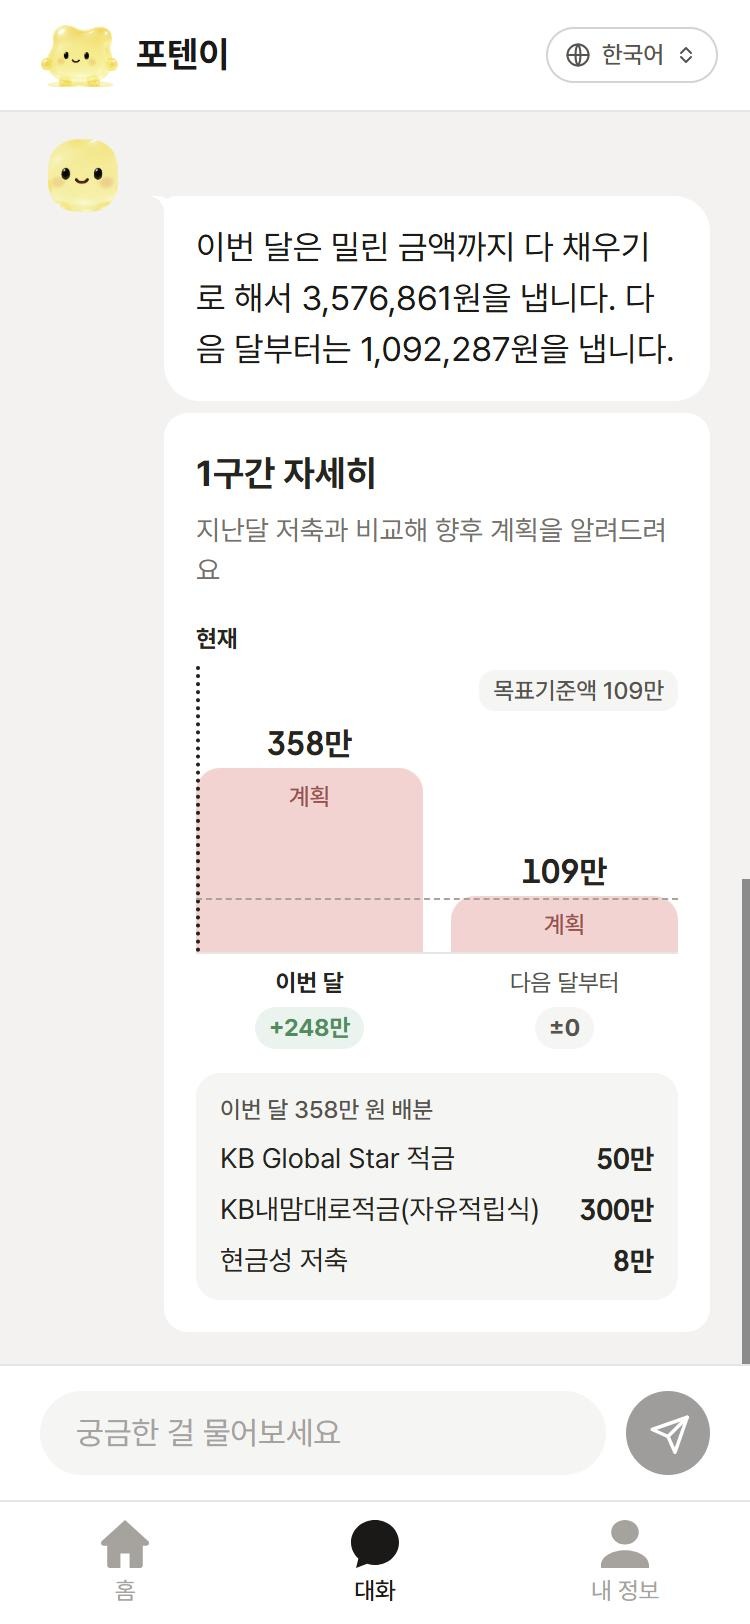 포텐이
한국어
이번 달은 밀린 금액까지 다 채우기
로 해서 3,576,861원을 냅니다. 다
음 달부터는 1,092,287원을 냅니다.
1구간 자세히
지난달 저축과 비교해 향후 계획을 알려드려
요
현재
목표기준액 109만
358만
계획
109만
계획
이번 달
다음 달부터
+248만
±0
이번 달 358만 원 배분
KB Global Star 적금
50만
KB내맘대로적금(자유적립식)
300만
현금성 저축
8만
궁금한 걸 물어보세요
홈
대화
내 정보